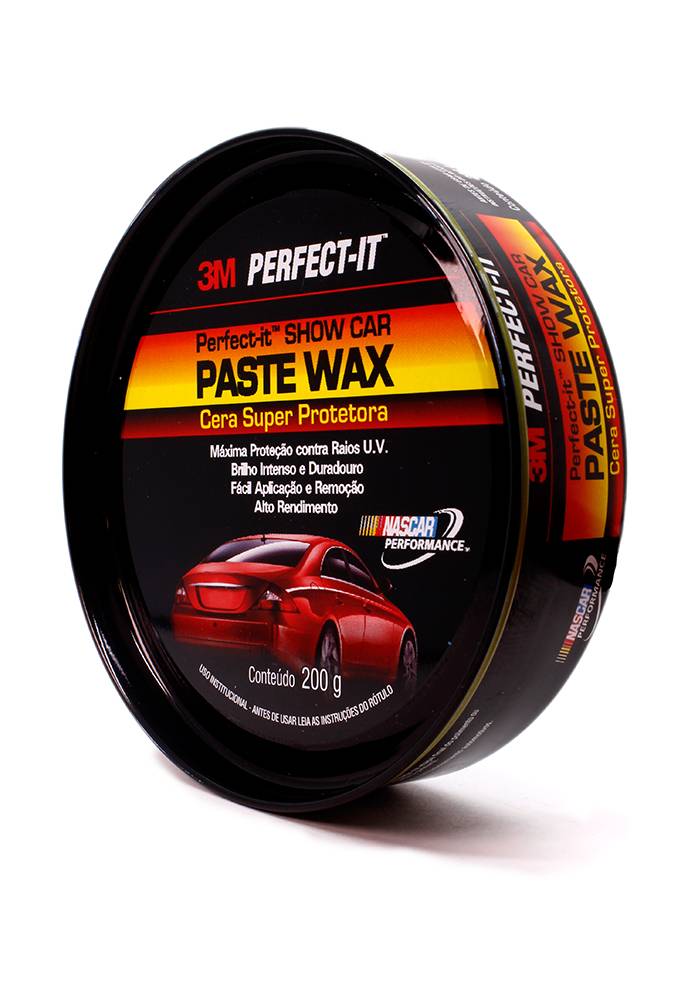 3M PERFECT-IT™
Perfect-it™ SHOW CAR
PASTE WAX
Cera Super Protetora
Máxima Proteção contra Raios U.V.
Brilho Intenso e Duradouro
Fácil Aplicação e Remoção
Alto Rendimento
NASCAR
PERFORMANCE
Conteúdo 200 g
USO INSTITUCIONAL - ANTES DE USAR LEIA AS INSTRUÇÕES DO RÓTULO
3M PERFECT-IT™
Perfect-it™ SHOW CAR
PASTE WAX
Cera Super Protetora
NASCAR
PERFORMANCE